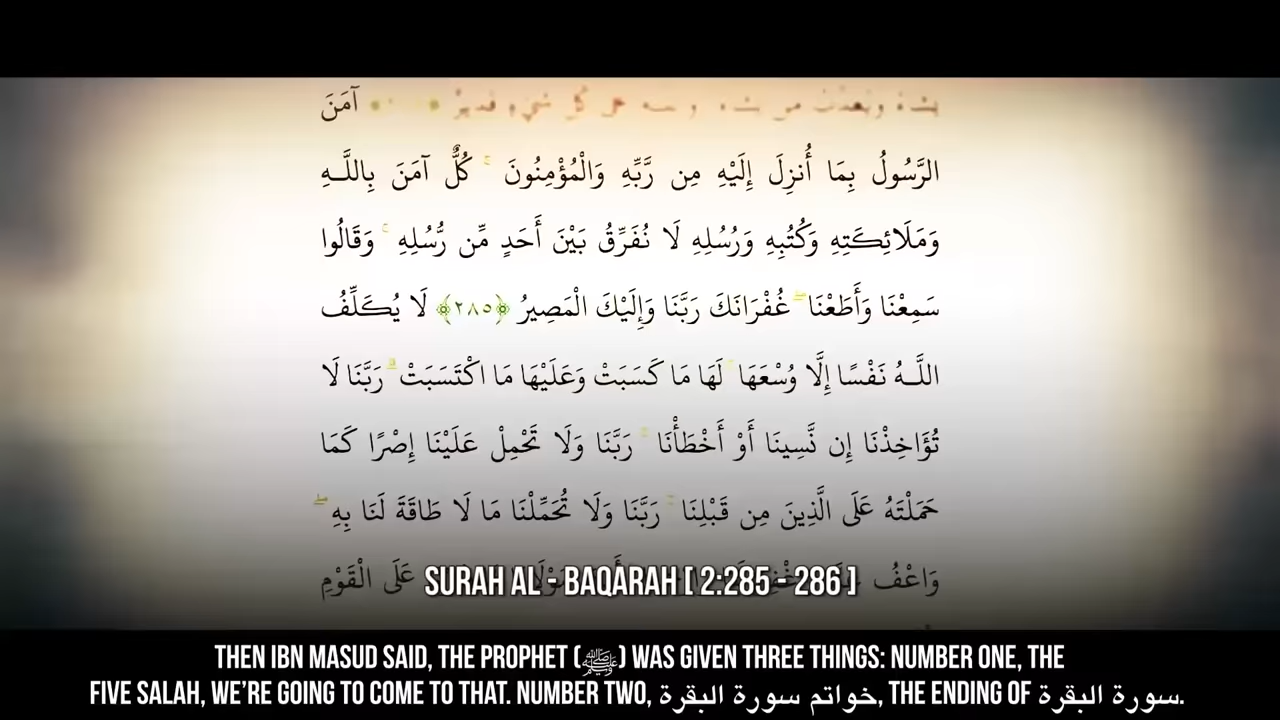 آمَنَ
الرَّسُولُ بِمَا أُنزِلَ إِلَيْهِ مِن رَّبِّهِ وَالْمُؤْمِنُونَ ۚ كُلٌّ آمَنَ بِاللَّـهِ
وَمَلَائِكَتِهِ وَكُتُبِهِ وَرُسُلِهِ لَا نُفَرِّقُ بَيْنَ أَحَدٍ مِّن رُّسُلِهِ ۚ وَقَالُوا
سَمِعْنَا وَأَطَعْنَا ۖ غُفْرَانَكَ رَبَّنَا وَإِلَيْكَ الْمَصِيرُ ﴿٢٨٥﴾ لَا يُكَلِّفُ
اللَّـهُ نَفْسًا إِلَّا وُسْعَهَا ۚ لَهَا مَا كَسَبَتْ وَعَلَيْهَا مَا اكْتَسَبَتْ ۗ رَبَّنَا لَا
تُؤَاخِذْنَا إِن نَّسِينَا أَوْ أَخْطَأْنَا ۚ رَبَّنَا وَلَا تَحْمِلْ عَلَيْنَا إِصْرًا كَمَا
حَمَلْتَهُ عَلَى الَّذِينَ مِن قَبْلِنَا ۚ رَبَّنَا وَلَا تُحَمِّلْنَا مَا لَا طَاقَةَ لَنَا بِهِ ۖ
وَاعْفُ عَلَى الْقَوْمِ
SURAH AL - BAQARAH [ 2:285 - 286 ]
THEN IBN MASUD SAID, THE PROPHET (ﷺ) WAS GIVEN THREE THINGS: NUMBER ONE, THE
FIVE SALAH, WE'RE GOING TO COME TO THAT. NUMBER TWO, خواتم سورة البقرة, THE ENDING OF سورة البقرة.